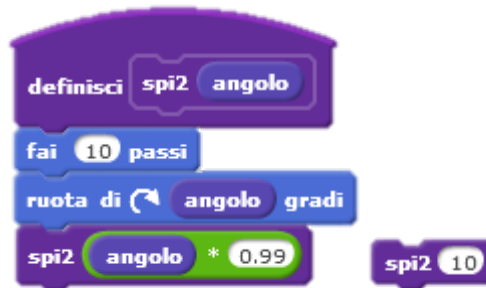 definisci spi2 angolo
fai 10 passi
ruota di angolo gradi
spi2 angolo * 0.99
spi2 10